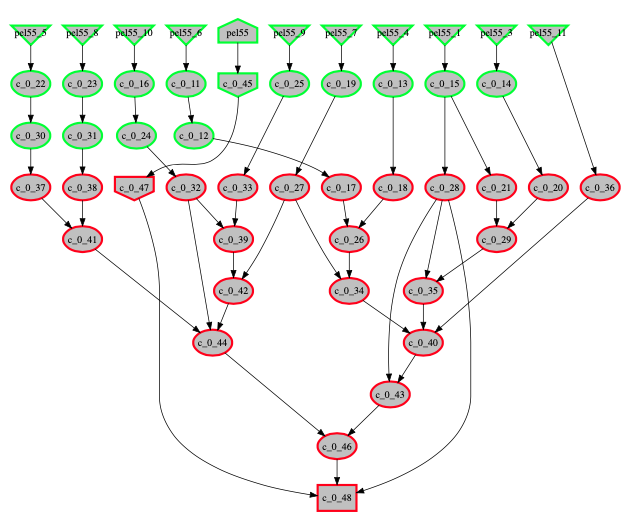 pel55_5 pel55_8 pel55_10 pel55_6 pel55 pel55_9 pel55_7 pel55_4 pel55_1 pel55_3 pel55_11
c_0_22 c_0_23 c_0_16 c_0_11 c_0_45 c_0_25 c_0_19 c_0_13 c_0_15 c_0_14
c_0_30 c_0_31 c_0_24 c_0_12
c_0_37 c_0_38 c_0_47 c_0_32 c_0_33 c_0_27 c_0_17 c_0_18 c_0_28 c_0_21 c_0_20 c_0_36
c_0_41 c_0_39 c_0_26 c_0_29
c_0_42 c_0_34 c_0_35
c_0_44 c_0_40
c_0_43
c_0_46
c_0_48